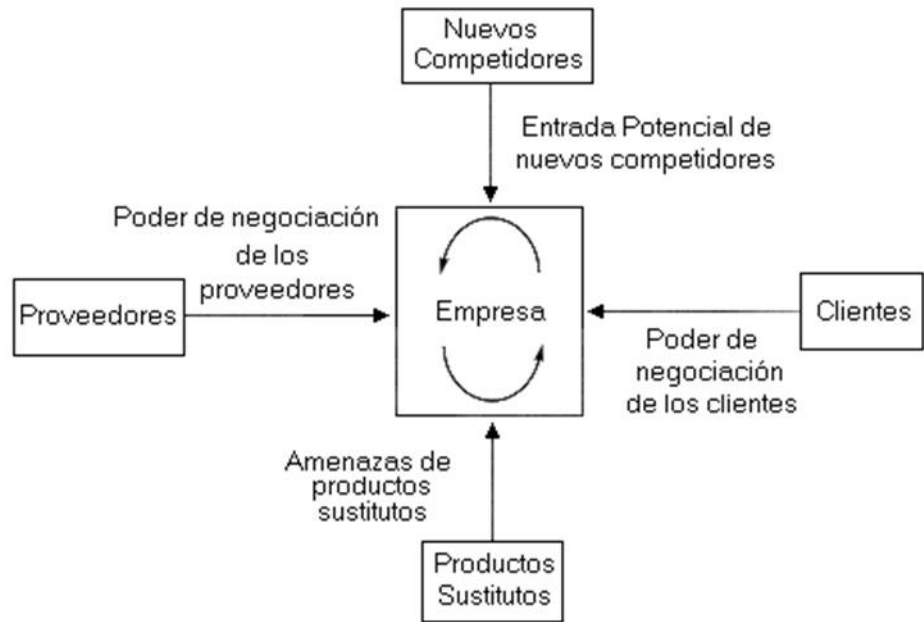 Nuevos
Competidores
Entrada Potencial de
nuevos competidores
Poder de negociación
de los
proveedores
Proveedores
Empresa
Clientes
Poder de
negociación
de los clientes
Amenazas de
productos
sustitutos
Productos
Sustitutos